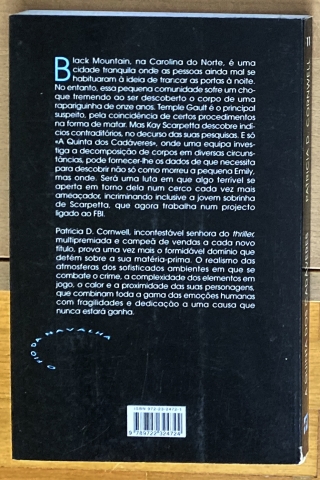 Black Mountain, na Carolina do Norte, é uma
cidade tranquila onde as pessoas ainda mal se
habituaram à ideia de trancar as portas à noite.
No entanto, essa pequena comunidade sofre um cho-
que tremendo ao ser descoberto o corpo de uma
rapariguinha de onze anos. Temple Gault é o principal
suspeito, pela coincidência de certos procedimentos
na forma de matar. Mas Kay Scarpetta descobre indí-
cios contraditórios, no decurso das suas pesquisas. E só
«A Quinta dos Cadáveres», onde uma equipa investi-
ga a decomposição de corpos em diversas circuns-
tâncias, pode fornecer-lhe os dados de que necessita
para descobrir não só como morreu a pequena Emily,
mas onde. Será uma luta em que algo terrível se
aperta em torno dela num cerco cada vez mais
ameaçador, incriminando inclusive a jovem sobrinha
de Scarpetta, que agora trabalha num projecto
ligado ao FBI.
Patricia D. Cornwell, incontestável senhora do thriller,
multipremiada e campeã de vendas a cada novo
título, prova uma vez mais o formidável domínio que
detém sobre a sua matéria-prima. O realismo das
atmosferas dos sofisticados ambientes em que se
combate o crime, a complexidade dos elementos em
jogo, o calor e a proximidade das suas personagens,
que combinam toda a gama das emoções humanas
com fragilidades e dedicação a uma causa que
nunca estará ganha.
O FIO DA NAVALHA
ISBN 972-23-2472-1
9 789722 324724